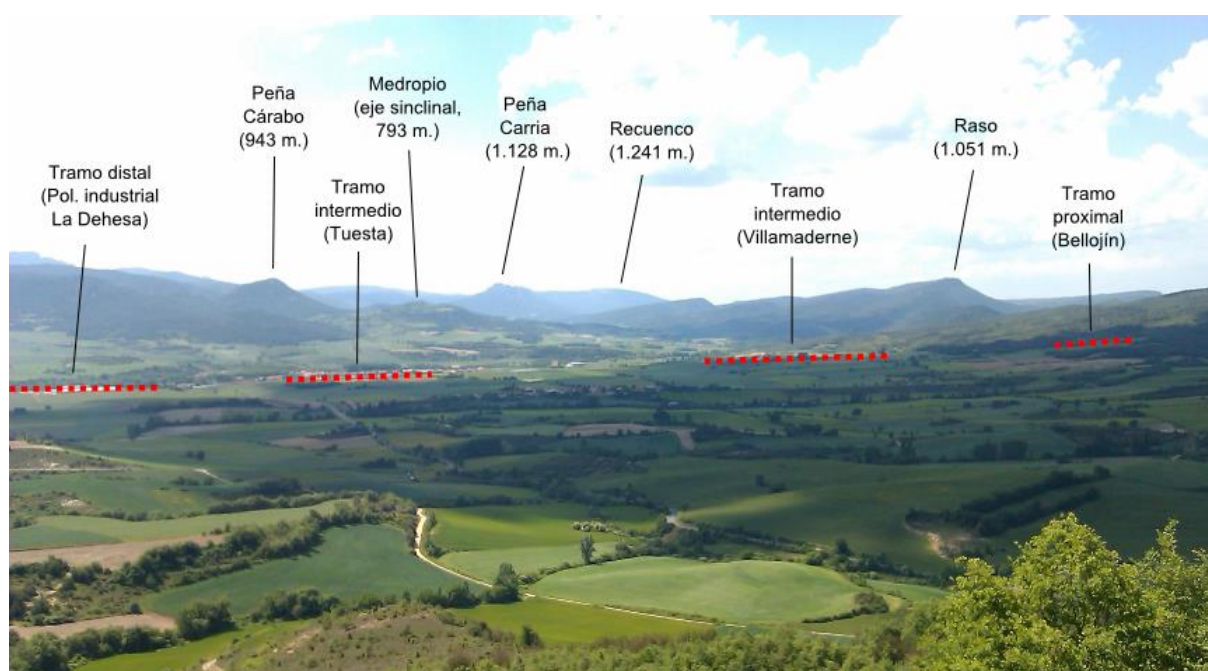 Tramo distal
(Pol. industrial
La Dehesa)
Peña
Cárabo
(943 m.)
Tramo
intermedio
(Tuesta)
Medropio
(eje sinclinal,
793 m.)
Peña
Carria
(1.128 m.)
Recuenco
(1.241 m.)
Tramo
intermedio
(Villamaderne)
Raso
(1.051 m.)
Tramo
proximal
(Bellojín)